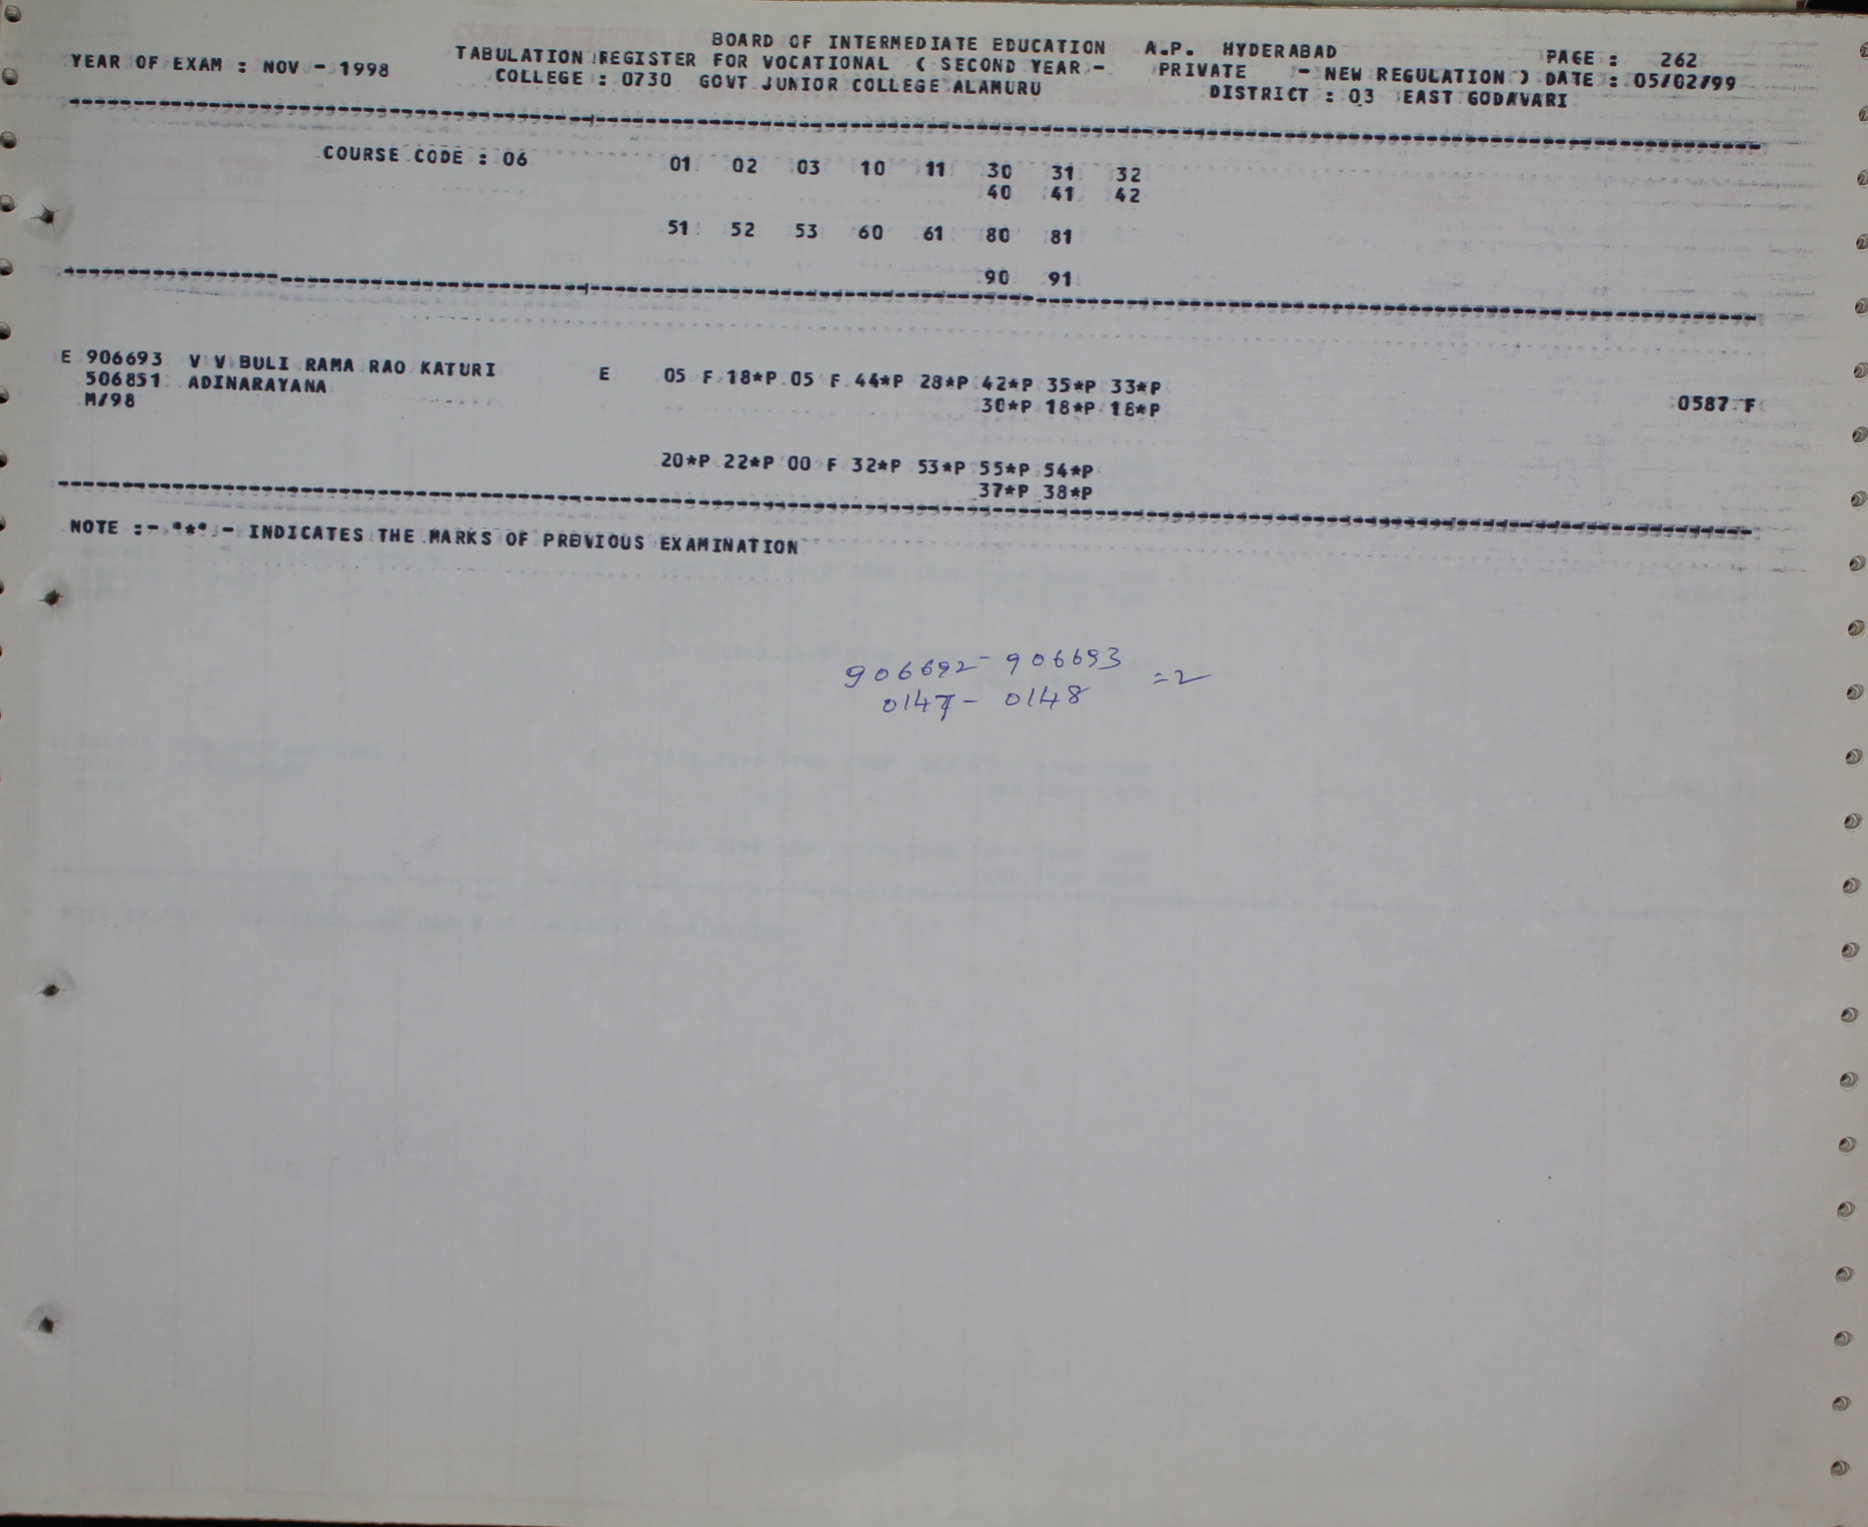 BOARD OF INTERMEDIATE EDUCATION A.P. HYDERABAD PAGE : 262
YEAR OF EXAM : NOV - 1998 TABULATION REGISTER FOR VOCATIONAL ( SECOND YEAR - PRIVATE - NEW REGULATION ) DATE : 05/02/99
COLLEGE : 0730 GOVT JUNIOR COLLEGE ALAMURU DISTRICT : 03 EAST GODAVARI
COURSE CODE : 06 01 02 03 10 11 30 31 32
40 41 42
51 52 53 60 61 80 81
90 91
E 906693 V V BULI RAMA RAO KATURI E 05 F 18*P 05 F 44*P 28*P 42*P 35*P 33*P
506851 ADINARAYANA 30*P 18*P 18*P 0587 F
M/98
20*P 22*P 00 F 32*P 53*P 55*P 54*P
37*P 38*P
NOTE :- "*" - INDICATES THE MARKS OF PREVIOUS EXAMINATION
906692 - 906693 = 2
0147 - 0148